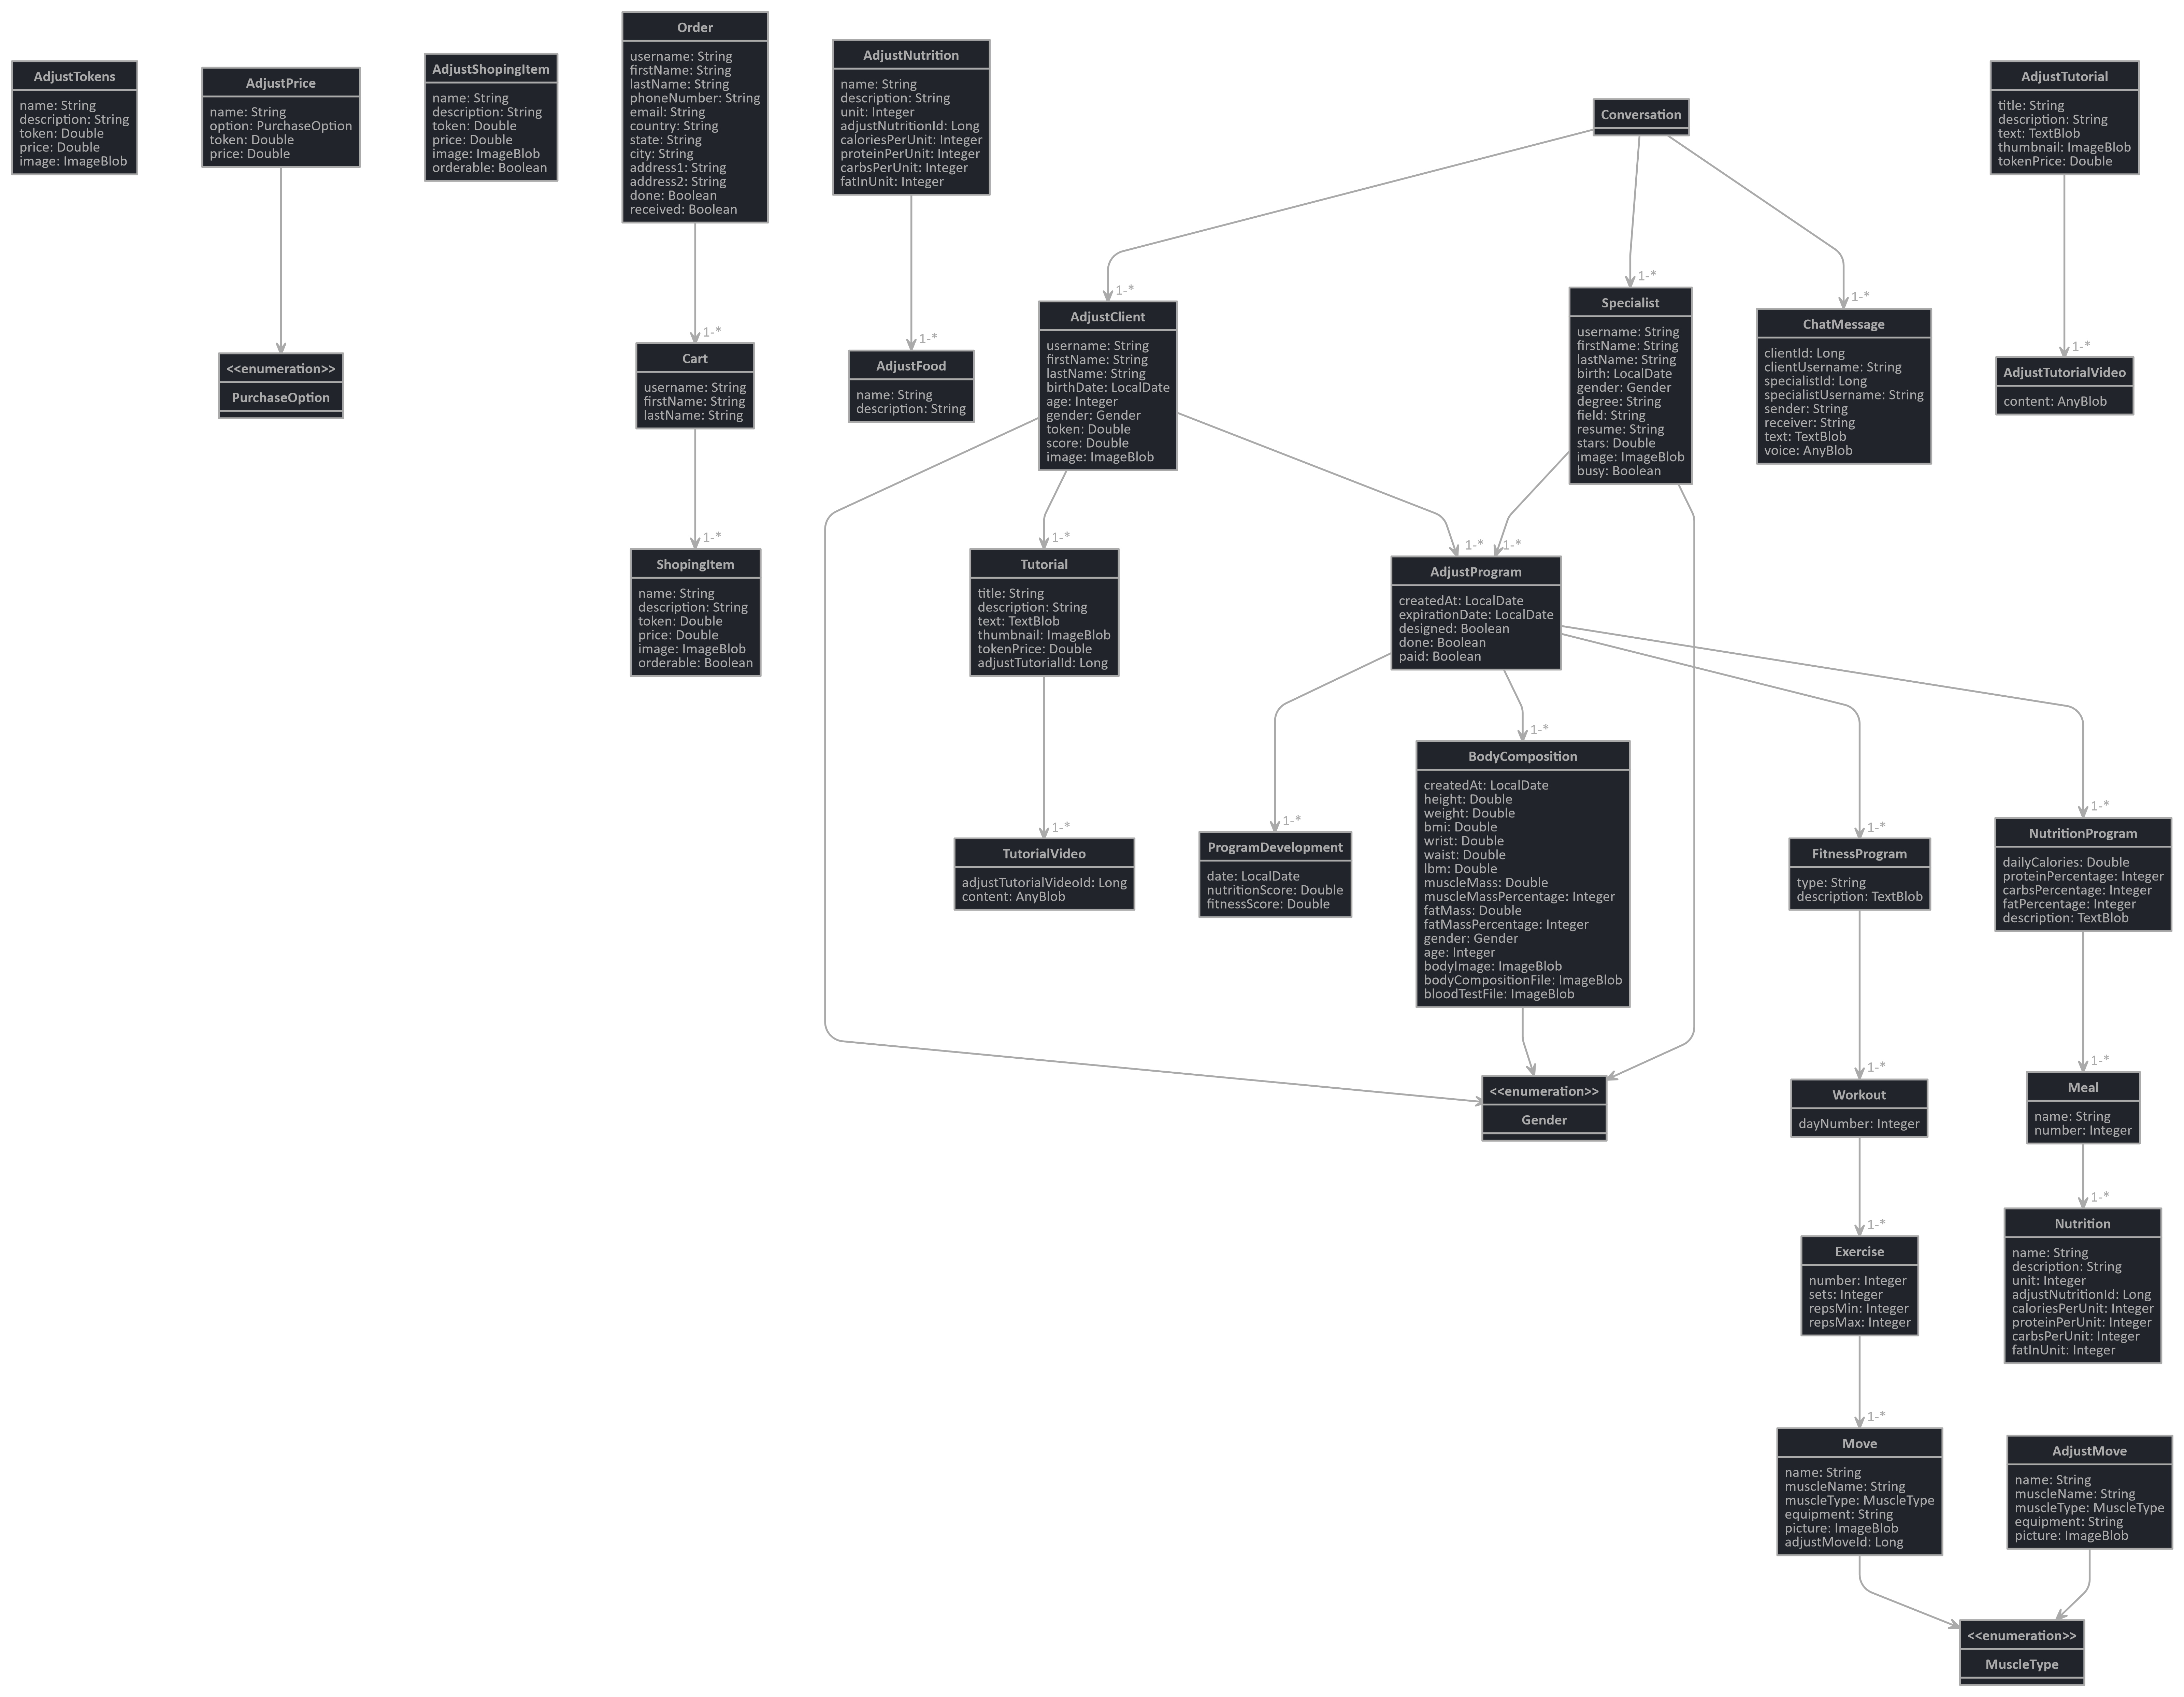 AdjustTokens
name: String
description: String
token: Double
price: Double
image: ImageBlob
AdjustPrice
name: String
option: PurchaseOption
token: Double
price: Double
AdjustShopingItem
name: String
description: String
token: Double
price: Double
image: ImageBlob
orderable: Boolean
Order
username: String
firstName: String
lastName: String
phoneNumber: String
email: String
country: String
state: String
city: String
address1: String
address2: String
done: Boolean
received: Boolean
AdjustNutrition
name: String
description: String
unit: Integer
adjustNutritionId: Long
caloriesPerUnit: Integer
proteinPerUnit: Integer
carbsPerUnit: Integer
fatInUnit: Integer
Conversation
AdjustTutorial
title: String
description: String
text: TextBlob
thumbnail: ImageBlob
tokenPrice: Double
<<enumeration>>
PurchaseOption
1-*
Cart
username: String
firstName: String
lastName: String
1-*
AdjustFood
name: String
description: String
1-*
AdjustClient
username: String
firstName: String
lastName: String
birthDate: LocalDate
age: Integer
gender: Gender
token: Double
score: Double
image: ImageBlob
1-*
Specialist
username: String
firstName: String
lastName: String
birth: LocalDate
gender: Gender
degree: String
field: String
resume: String
stars: Double
image: ImageBlob
busy: Boolean
1-*
ChatMessage
clientId: Long
clientUsername: String
specialistId: Long
specialistUsername: String
sender: String
receiver: String
text: TextBlob
voice: AnyBlob
1-*
AdjustTutorialVideo
content: AnyBlob
1-*
ShopingItem
name: String
description: String
token: Double
price: Double
image: ImageBlob
orderable: Boolean
1-*
Tutorial
title: String
description: String
text: TextBlob
thumbnail: ImageBlob
tokenPrice: Double
adjustTutorialId: Long
1-*
1-*
AdjustProgram
createdAt: LocalDate
expirationDate: LocalDate
designed: Boolean
done: Boolean
paid: Boolean
1-*
TutorialVideo
adjustTutorialVideoId: Long
content: AnyBlob
1-*
ProgramDevelopment
date: LocalDate
nutritionScore: Double
fitnessScore: Double
1-*
BodyComposition
createdAt: LocalDate
height: Double
weight: Double
bmi: Double
wrist: Double
waist: Double
lbm: Double
muscleMass: Double
muscleMassPercentage: Integer
fatMass: Double
fatMassPercentage: Integer
gender: Gender
age: Integer
bodyImage: ImageBlob
bodyCompositionFile: ImageBlob
bloodTestFile: ImageBlob
1-*
FitnessProgram
type: String
description: TextBlob
1-*
NutritionProgram
dailyCalories: Double
proteinPercentage: Integer
carbsPercentage: Integer
fatPercentage: Integer
description: TextBlob
<<enumeration>>
Gender
1-*
Workout
dayNumber: Integer
1-*
Meal
name: String
number: Integer
1-*
Exercise
number: Integer
sets: Integer
repsMin: Integer
repsMax: Integer
1-*
Nutrition
name: String
description: String
unit: Integer
adjustNutritionId: Long
caloriesPerUnit: Integer
proteinPerUnit: Integer
carbsPerUnit: Integer
fatInUnit: Integer
1-*
Move
name: String
muscleName: String
muscleType: MuscleType
equipment: String
picture: ImageBlob
adjustMoveId: Long
AdjustMove
name: String
muscleName: String
muscleType: MuscleType
equipment: String
picture: ImageBlob
<<enumeration>>
MuscleType